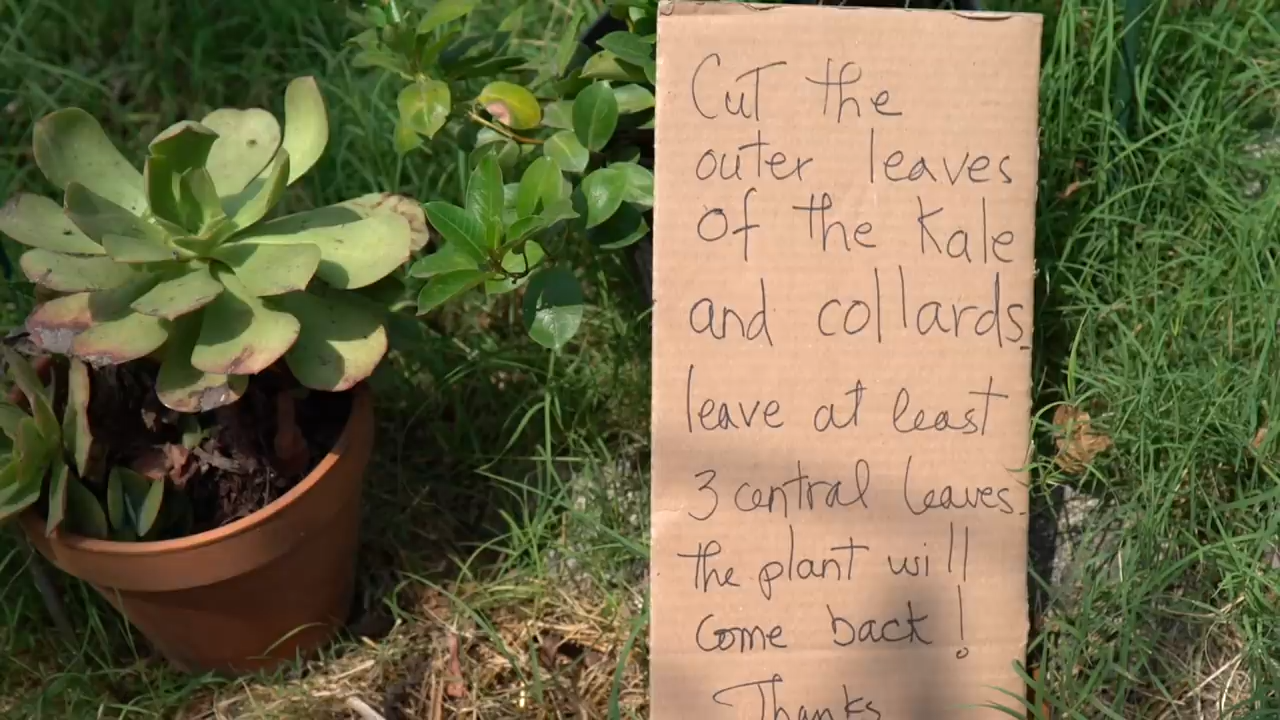 Cut the
outer leaves
of the Kale
and collards.
leave at least
3 central leaves.
the plant will
come back!
Thanks